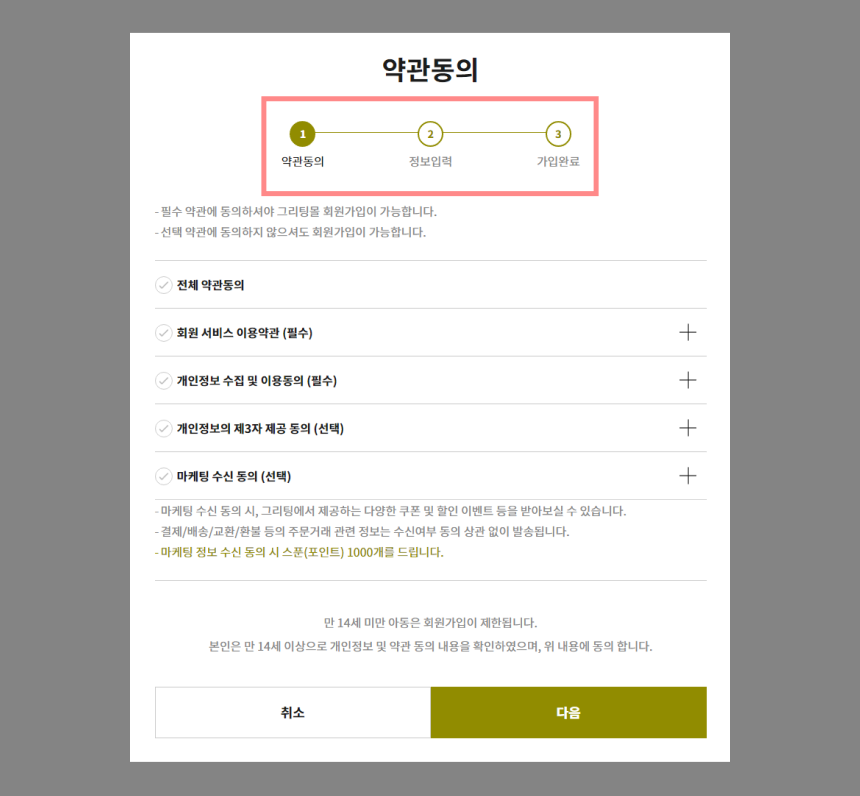 약관동의
1 2 3
약관동의 정보입력 가입완료
- 필수 약관에 동의하셔야 그리팅몰 회원가입이 가능합니다.
- 선택 약관에 동의하지 않으셔도 회원가입이 가능합니다.
전체 약관동의
회원 서비스 이용약관 (필수)
개인정보 수집 및 이용동의 (필수)
개인정보의 제3자 제공 동의 (선택)
마케팅 수신 동의 (선택)
- 마케팅 수신 동의 시, 그리팅에서 제공하는 다양한 쿠폰 및 할인 이벤트 등을 받아보실 수 있습니다.
- 결제/배송/교환/환불 등의 주문거래 관련 정보는 수신여부 동의 상관 없이 발송됩니다.
- 마케팅 정보 수신 동의 시 스푼(포인트) 1000개를 드립니다.
만 14세 미만 아동은 회원가입이 제한됩니다.
본인은 만 14세 이상으로 개인정보 및 약관 동의 내용을 확인하였으며, 위 내용에 동의 합니다.
취소 다음